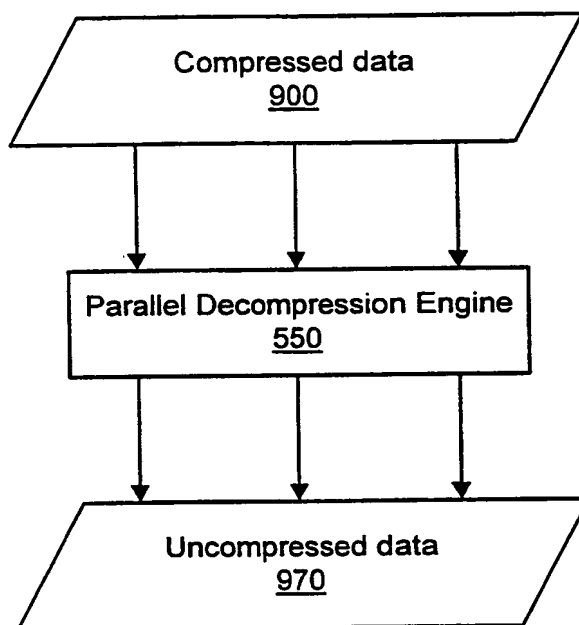 Compressed data
900
Parallel Decompression Engine
550
Uncompressed data
970